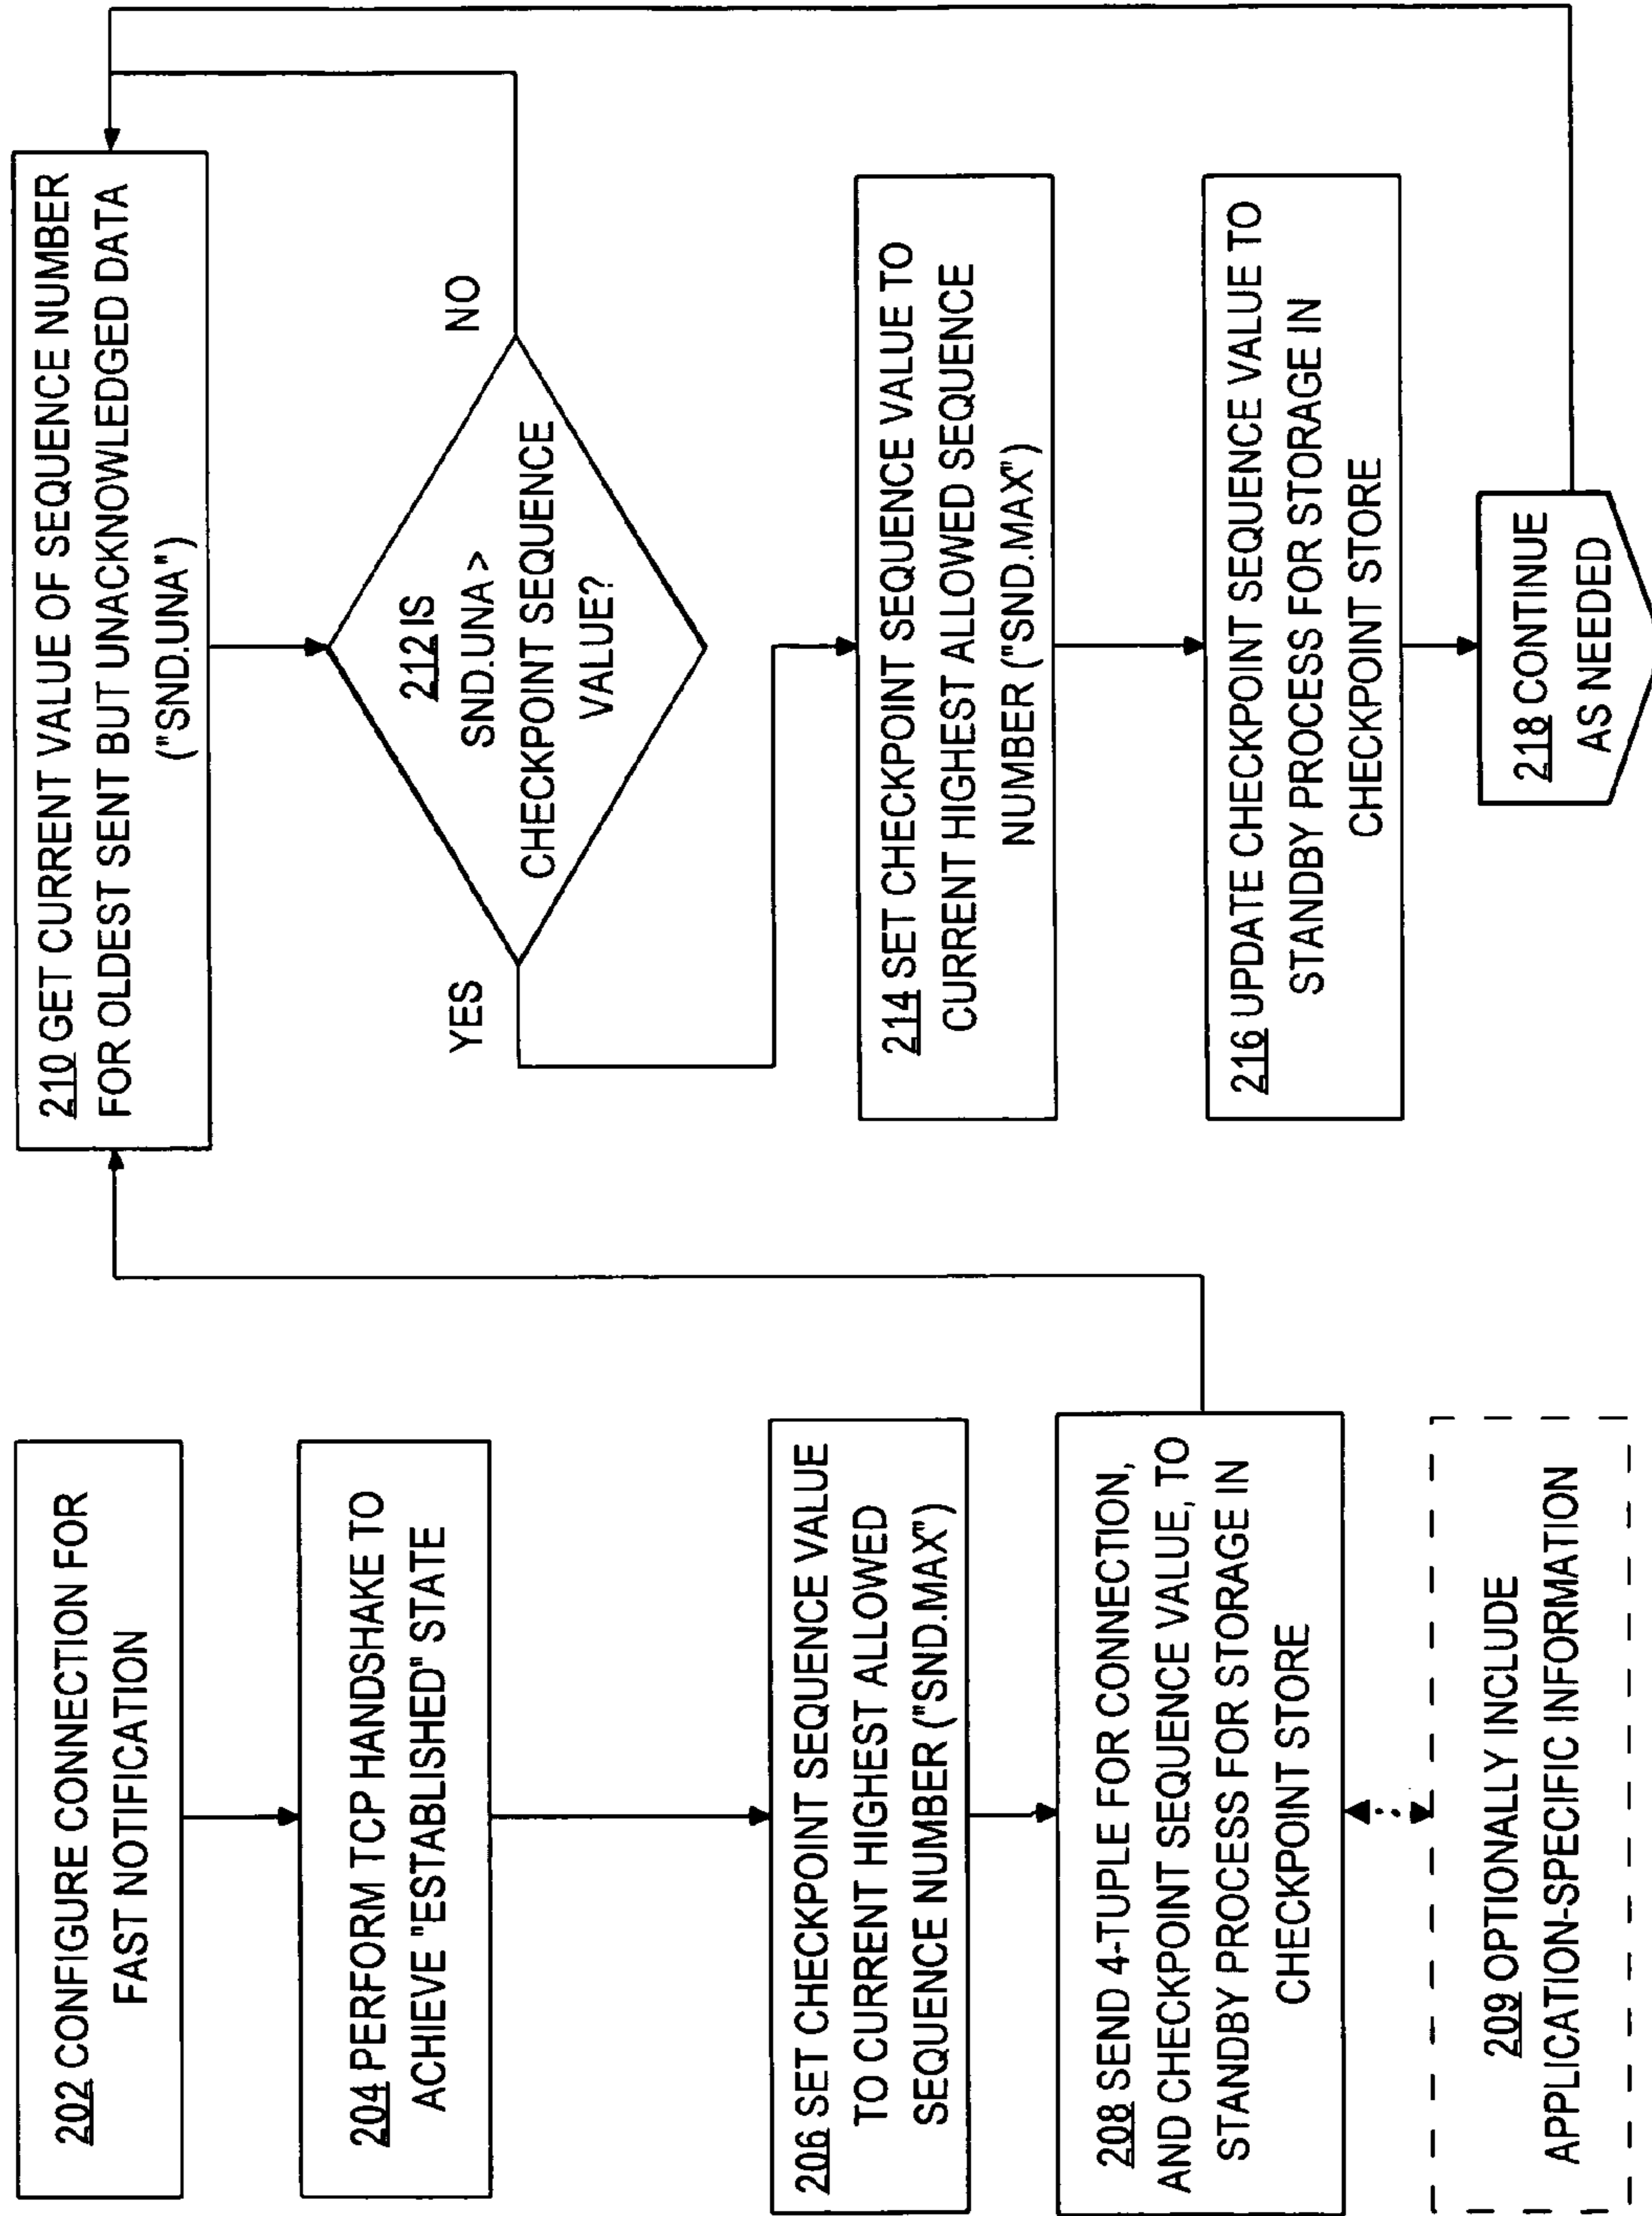 202 CONFIGURE CONNECTION FOR
FAST NOTIFICATION
204 PERFORM TCP HANDSHAKE TO
ACHIEVE "ESTABLISHED" STATE
206 SET CHECKPOINT SEQUENCE VALUE
TO CURRENT HIGHEST ALLOWED
SEQUENCE NUMBER ("SND.MAX")
208 SEND 4-TUPLE FOR CONNECTION,
AND CHECKPOINT SEQUENCE VALUE, TO
STANDBY PROCESS FOR STORAGE IN
CHECKPOINT STORE
209 OPTIONALLY INCLUDE
APPLICATION-SPECIFIC INFORMATION
210 GET CURRENT VALUE OF SEQUENCE NUMBER
FOR OLDEST SENT BUT UNACKNOWLEDGED DATA
("SND.UNA")
212 IS
SND.UNA >
CHECKPOINT SEQUENCE
VALUE?
YES
NO
214 SET CHECKPOINT SEQUENCE VALUE TO
CURRENT HIGHEST ALLOWED SEQUENCE
NUMBER ("SND.MAX")
216 UPDATE CHECKPOINT SEQUENCE VALUE TO
STANDBY PROCESS FOR STORAGE IN
CHECKPOINT STORE
218 CONTINUE
AS NEEDED